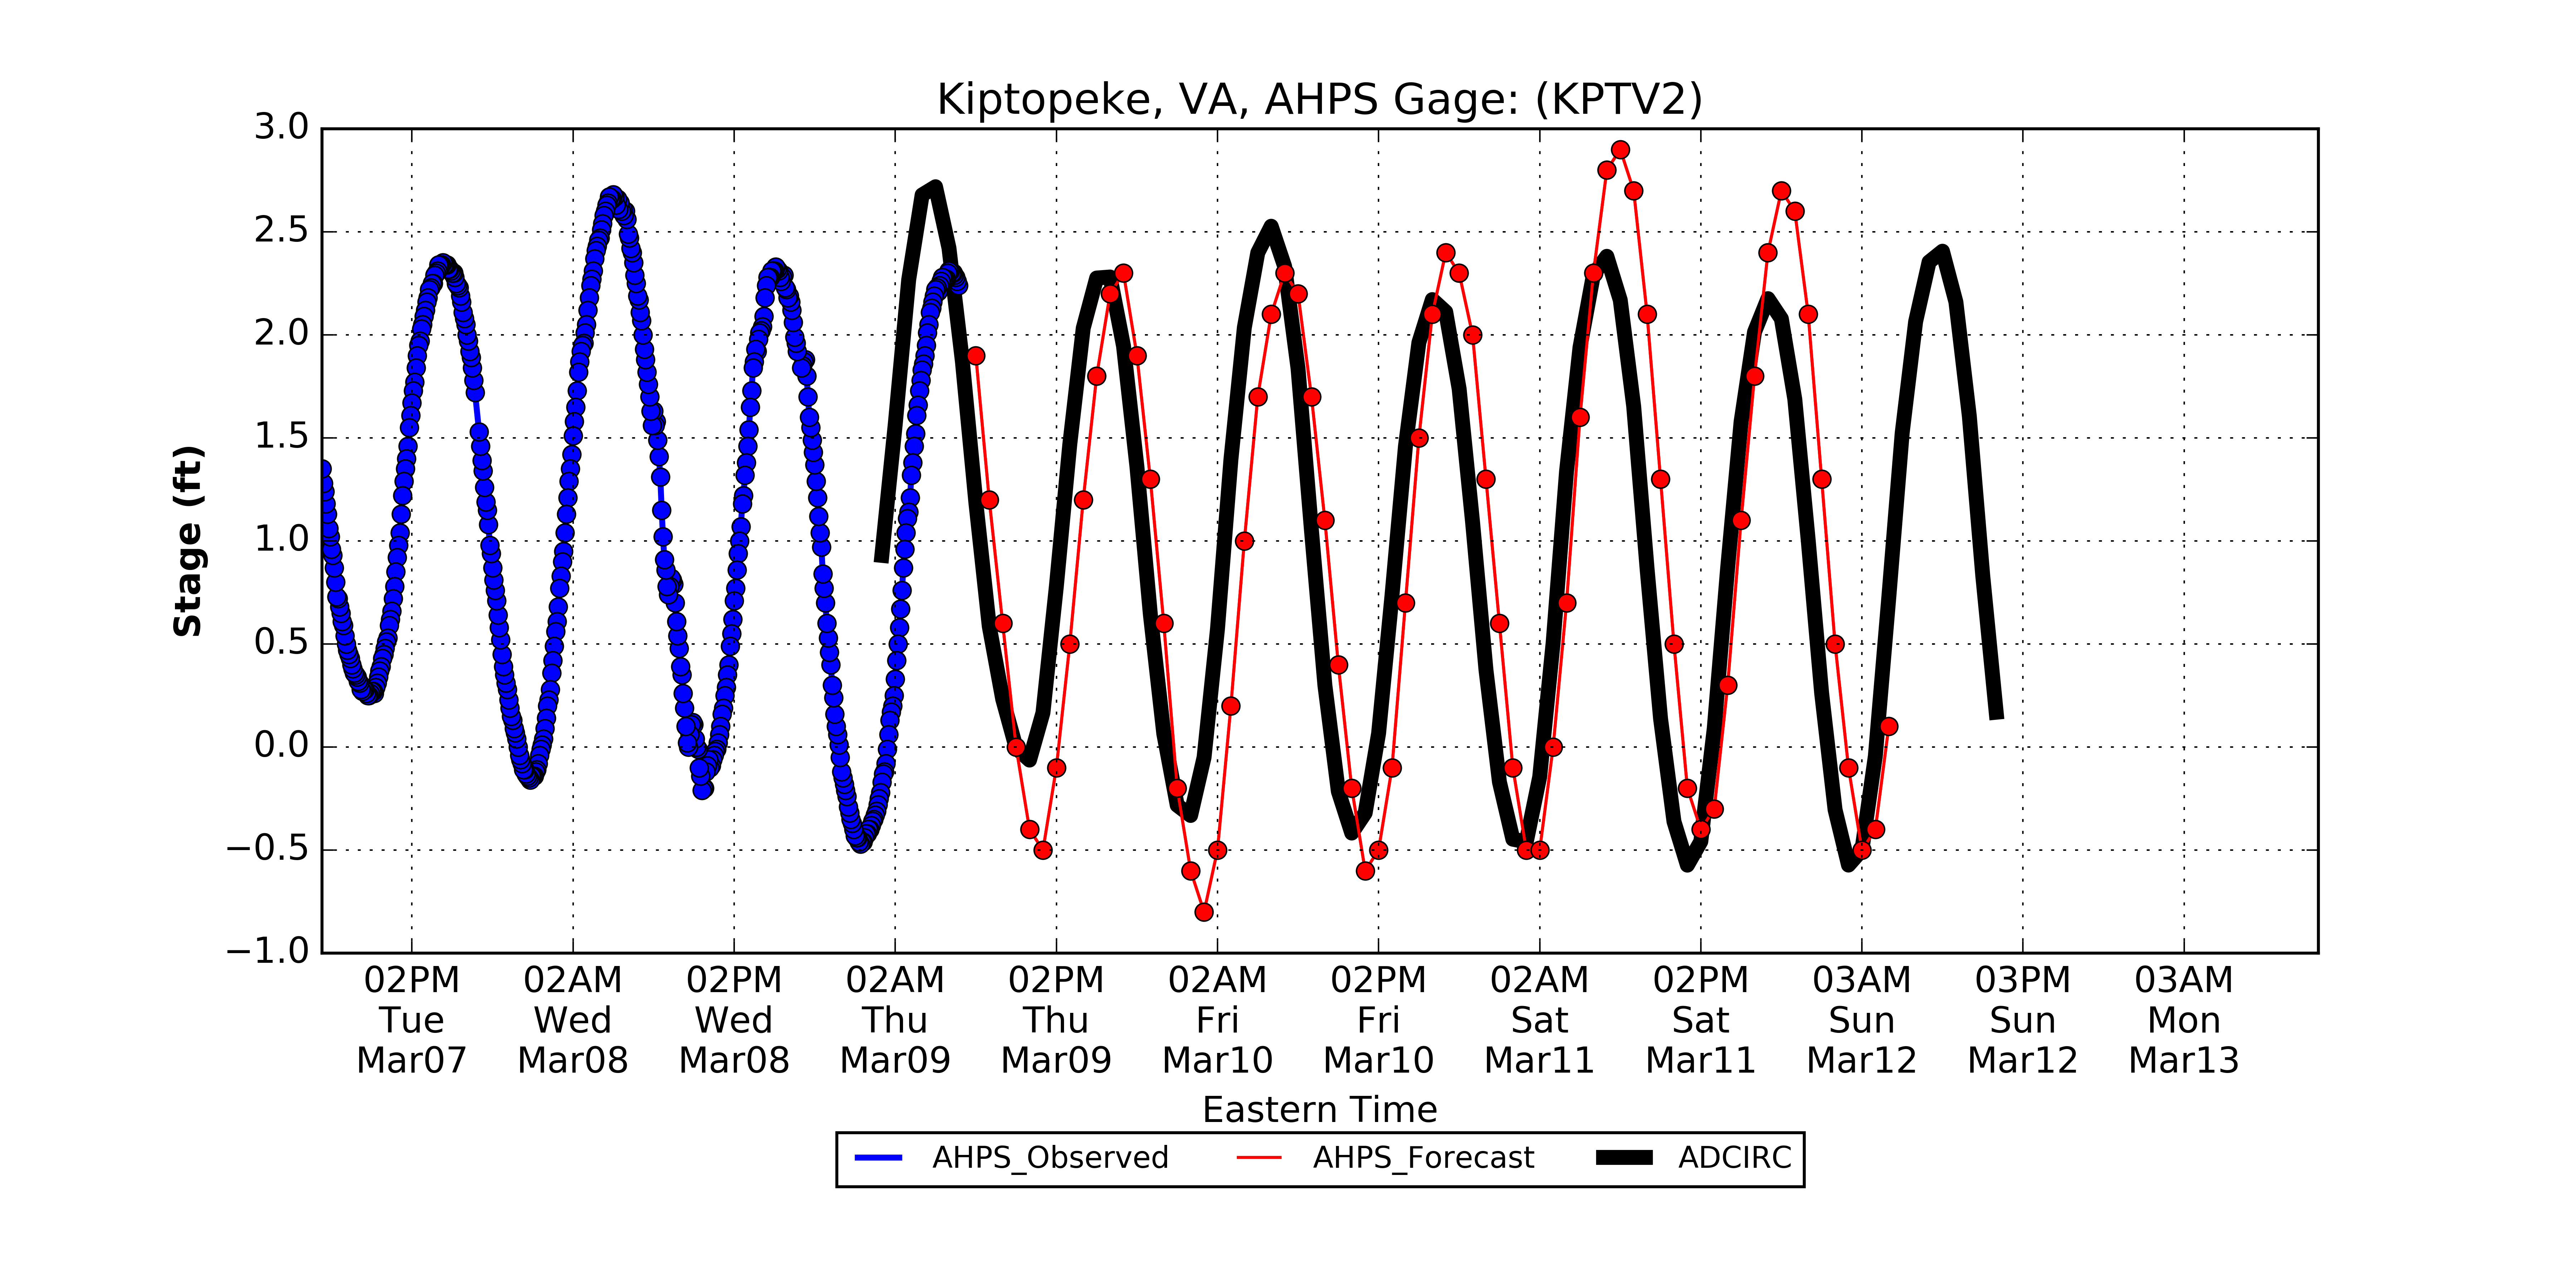 Kiptopeke, VA, AHPS Gage: (KPTV2)
3.0
2.5
2.0
1.5
1.0
0.5
0.0
−0.5
−1.0
Stage (ft)
02PM 02AM 02PM 02AM 02PM 02AM 02PM 02AM 02PM 03AM 03PM 03AM
Tue Wed Wed Thu Thu Fri Fri Sat Sat Sun Sun Mon
Mar07 Mar08 Mar08 Mar09 Mar09 Mar10 Mar10 Mar11 Mar11 Mar12 Mar12 Mar13
Eastern Time
AHPS_Observed AHPS_Forecast ADCIRC